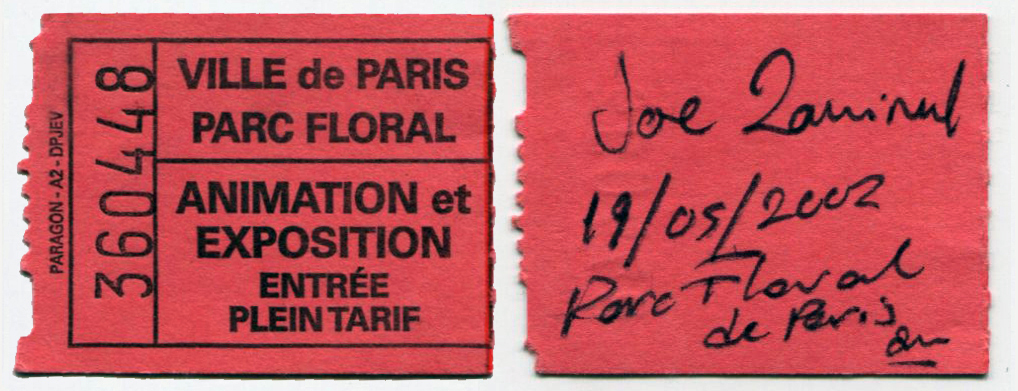 PARAGON - A2 - DPJEV
360448
VILLE de PARIS
PARC FLORAL
ANIMATION et
EXPOSITION
ENTRÉE
PLEIN TARIF
Joe Zawinul
19/05/2002
Parc Floral
de Paris